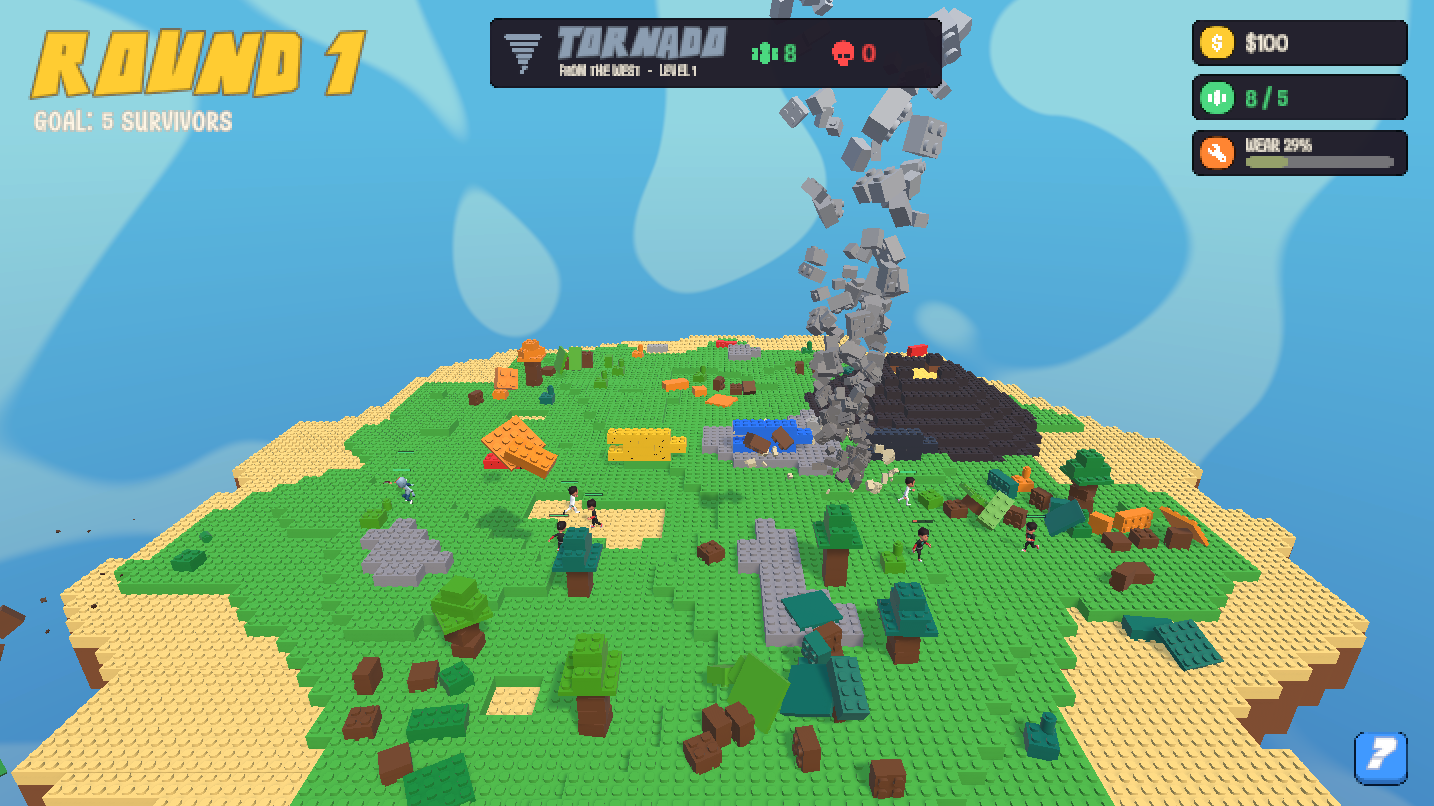 ROUND 1
GOAL: 5 SURVIVORS
TORNADO
FROM THE WEST - LEVEL 1
8
0
$100
8 / 5
WEAR 29%
?